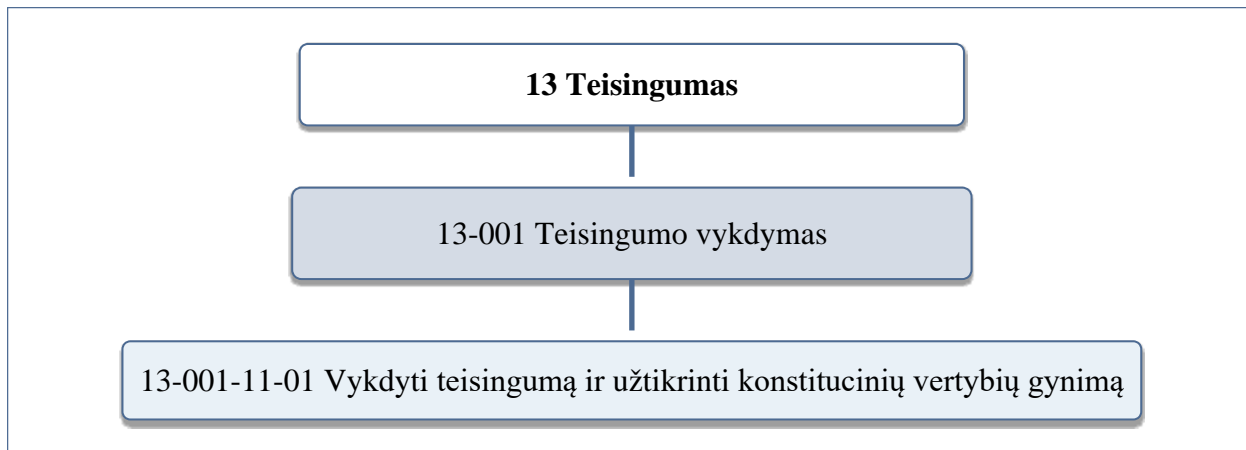 13 Teisingumas
13-001 Teisingumo vykdymas
13-001-11-01 Vykdyti teisingumą ir užtikrinti konstitucinių vertybių gynimą